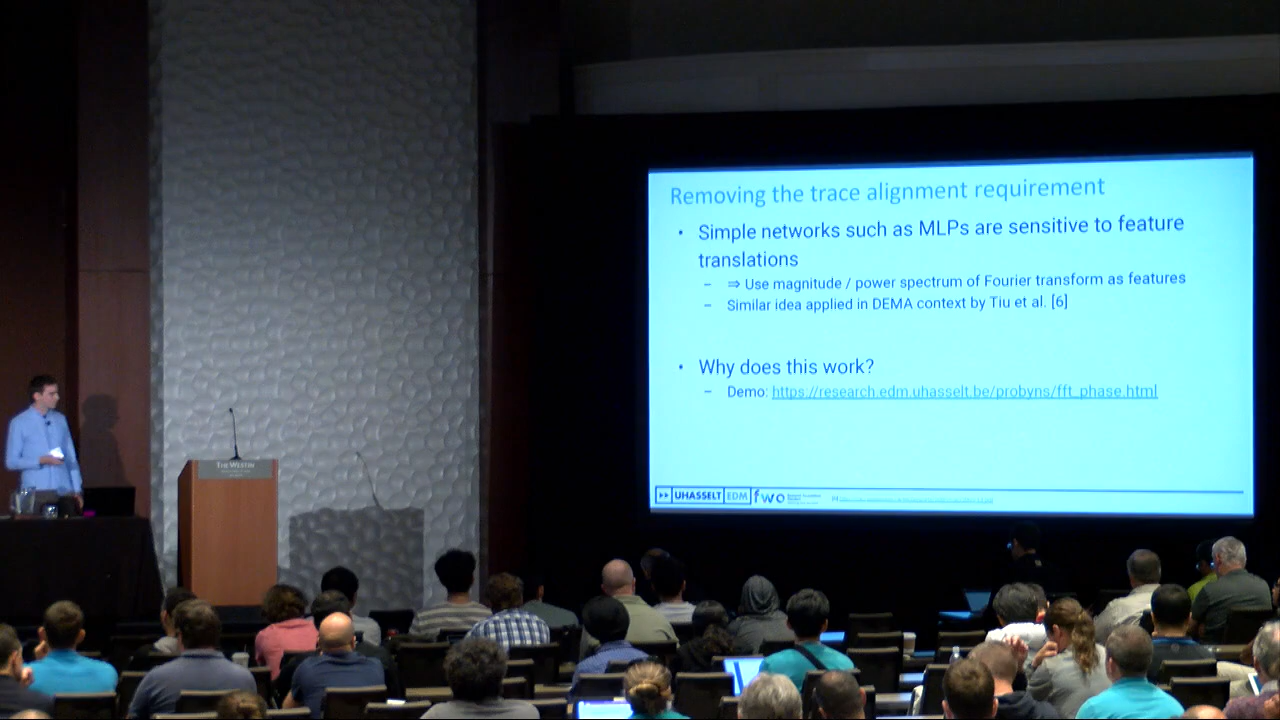 Removing the trace alignment requirement
• Simple networks such as MLPs are sensitive to feature
translations
– ⇒ Use magnitude / power spectrum of Fourier transform as features
– Similar idea applied in DEMA context by Tiu et al. [6]
• Why does this work?
– Demo: https://research.edm.uhasselt.be/probyns/fft_phase.html
UHASSELT EDM fwo
THE WESTIN